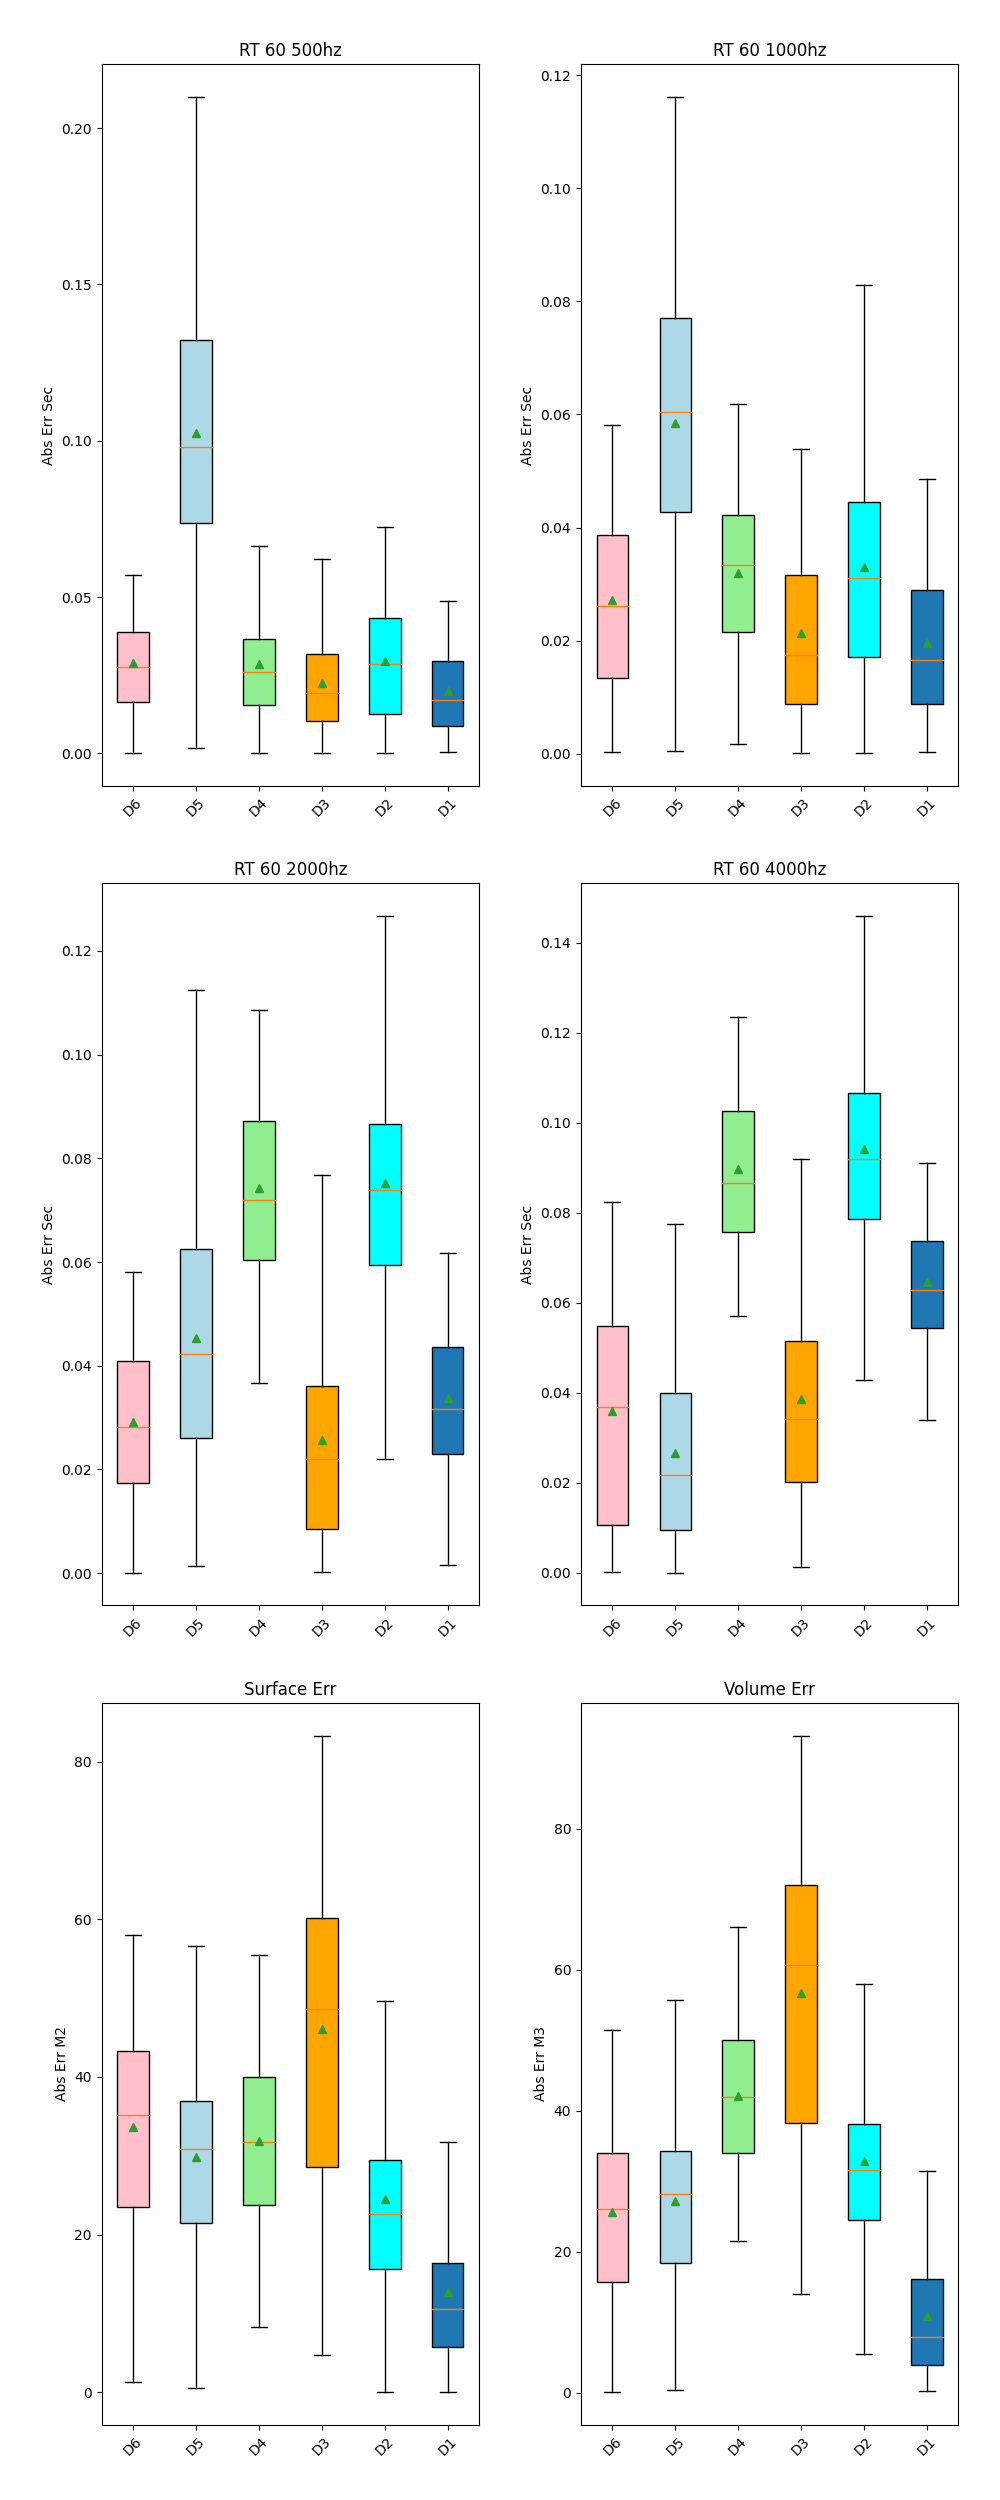 RT 60 500hz
Abs Err Sec
0.20
0.15
0.10
0.05
0.00
D6 D5 D4 D3 D2 D1
RT 60 1000hz
Abs Err Sec
0.12
0.10
0.08
0.06
0.04
0.02
0.00
D6 D5 D4 D3 D2 D1
RT 60 2000hz
Abs Err Sec
0.12
0.10
0.08
0.06
0.04
0.02
0.00
D6 D5 D4 D3 D2 D1
RT 60 4000hz
Abs Err Sec
0.14
0.12
0.10
0.08
0.06
0.04
0.02
0.00
D6 D5 D4 D3 D2 D1
Surface Err
Abs Err M2
80
60
40
20
0
D6 D5 D4 D3 D2 D1
Volume Err
Abs Err M3
80
60
40
20
0
D6 D5 D4 D3 D2 D1